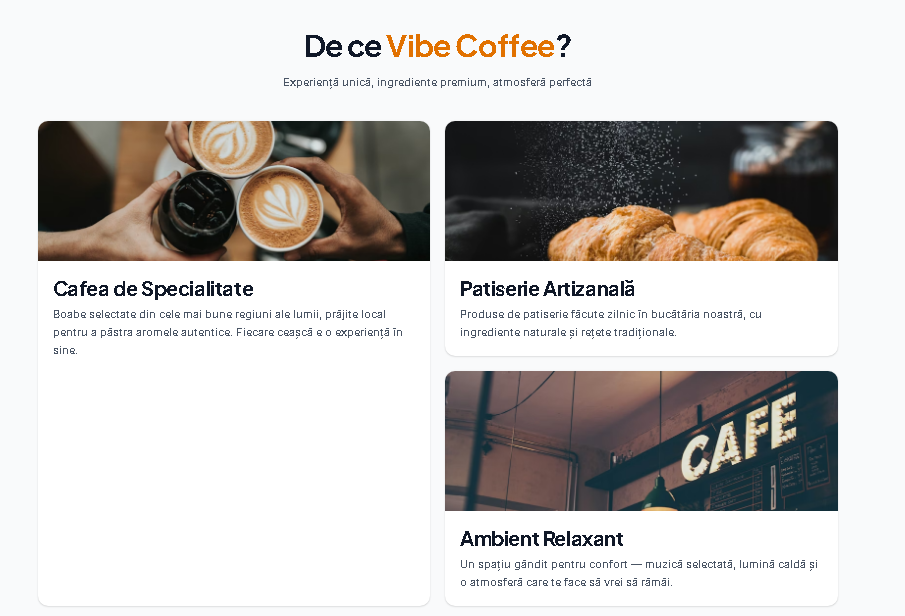 De ce Vibe Coffee?
Experiență unică, ingrediente premium, atmosferă perfectă
Cafea de Specialitate
Boabe selectate din cele mai bune regiuni ale lumii, prăjite local
pentru a păstra aromele autentice. Fiecare ceașcă e o experiență în
sine.
Patiserie Artizanală
Produse de patiserie făcute zilnic în bucătăria noastră, cu
ingrediente naturale și rețete tradiționale.
CAFE
Ambient Relaxant
Un spațiu gândit pentru confort — muzică selectată, lumină caldă și
o atmosferă care te face să vrei să rămâi.